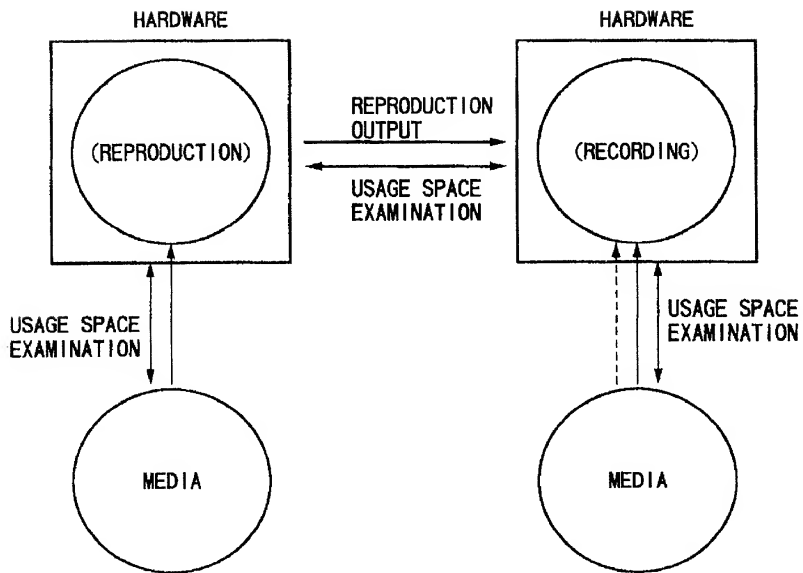 HARDWARE
HARDWARE
(REPRODUCTION)
REPRODUCTION
OUTPUT
(RECORDING)
USAGE SPACE
EXAMINATION
USAGE SPACE
EXAMINATION
USAGE SPACE
EXAMINATION
MEDIA
MEDIA